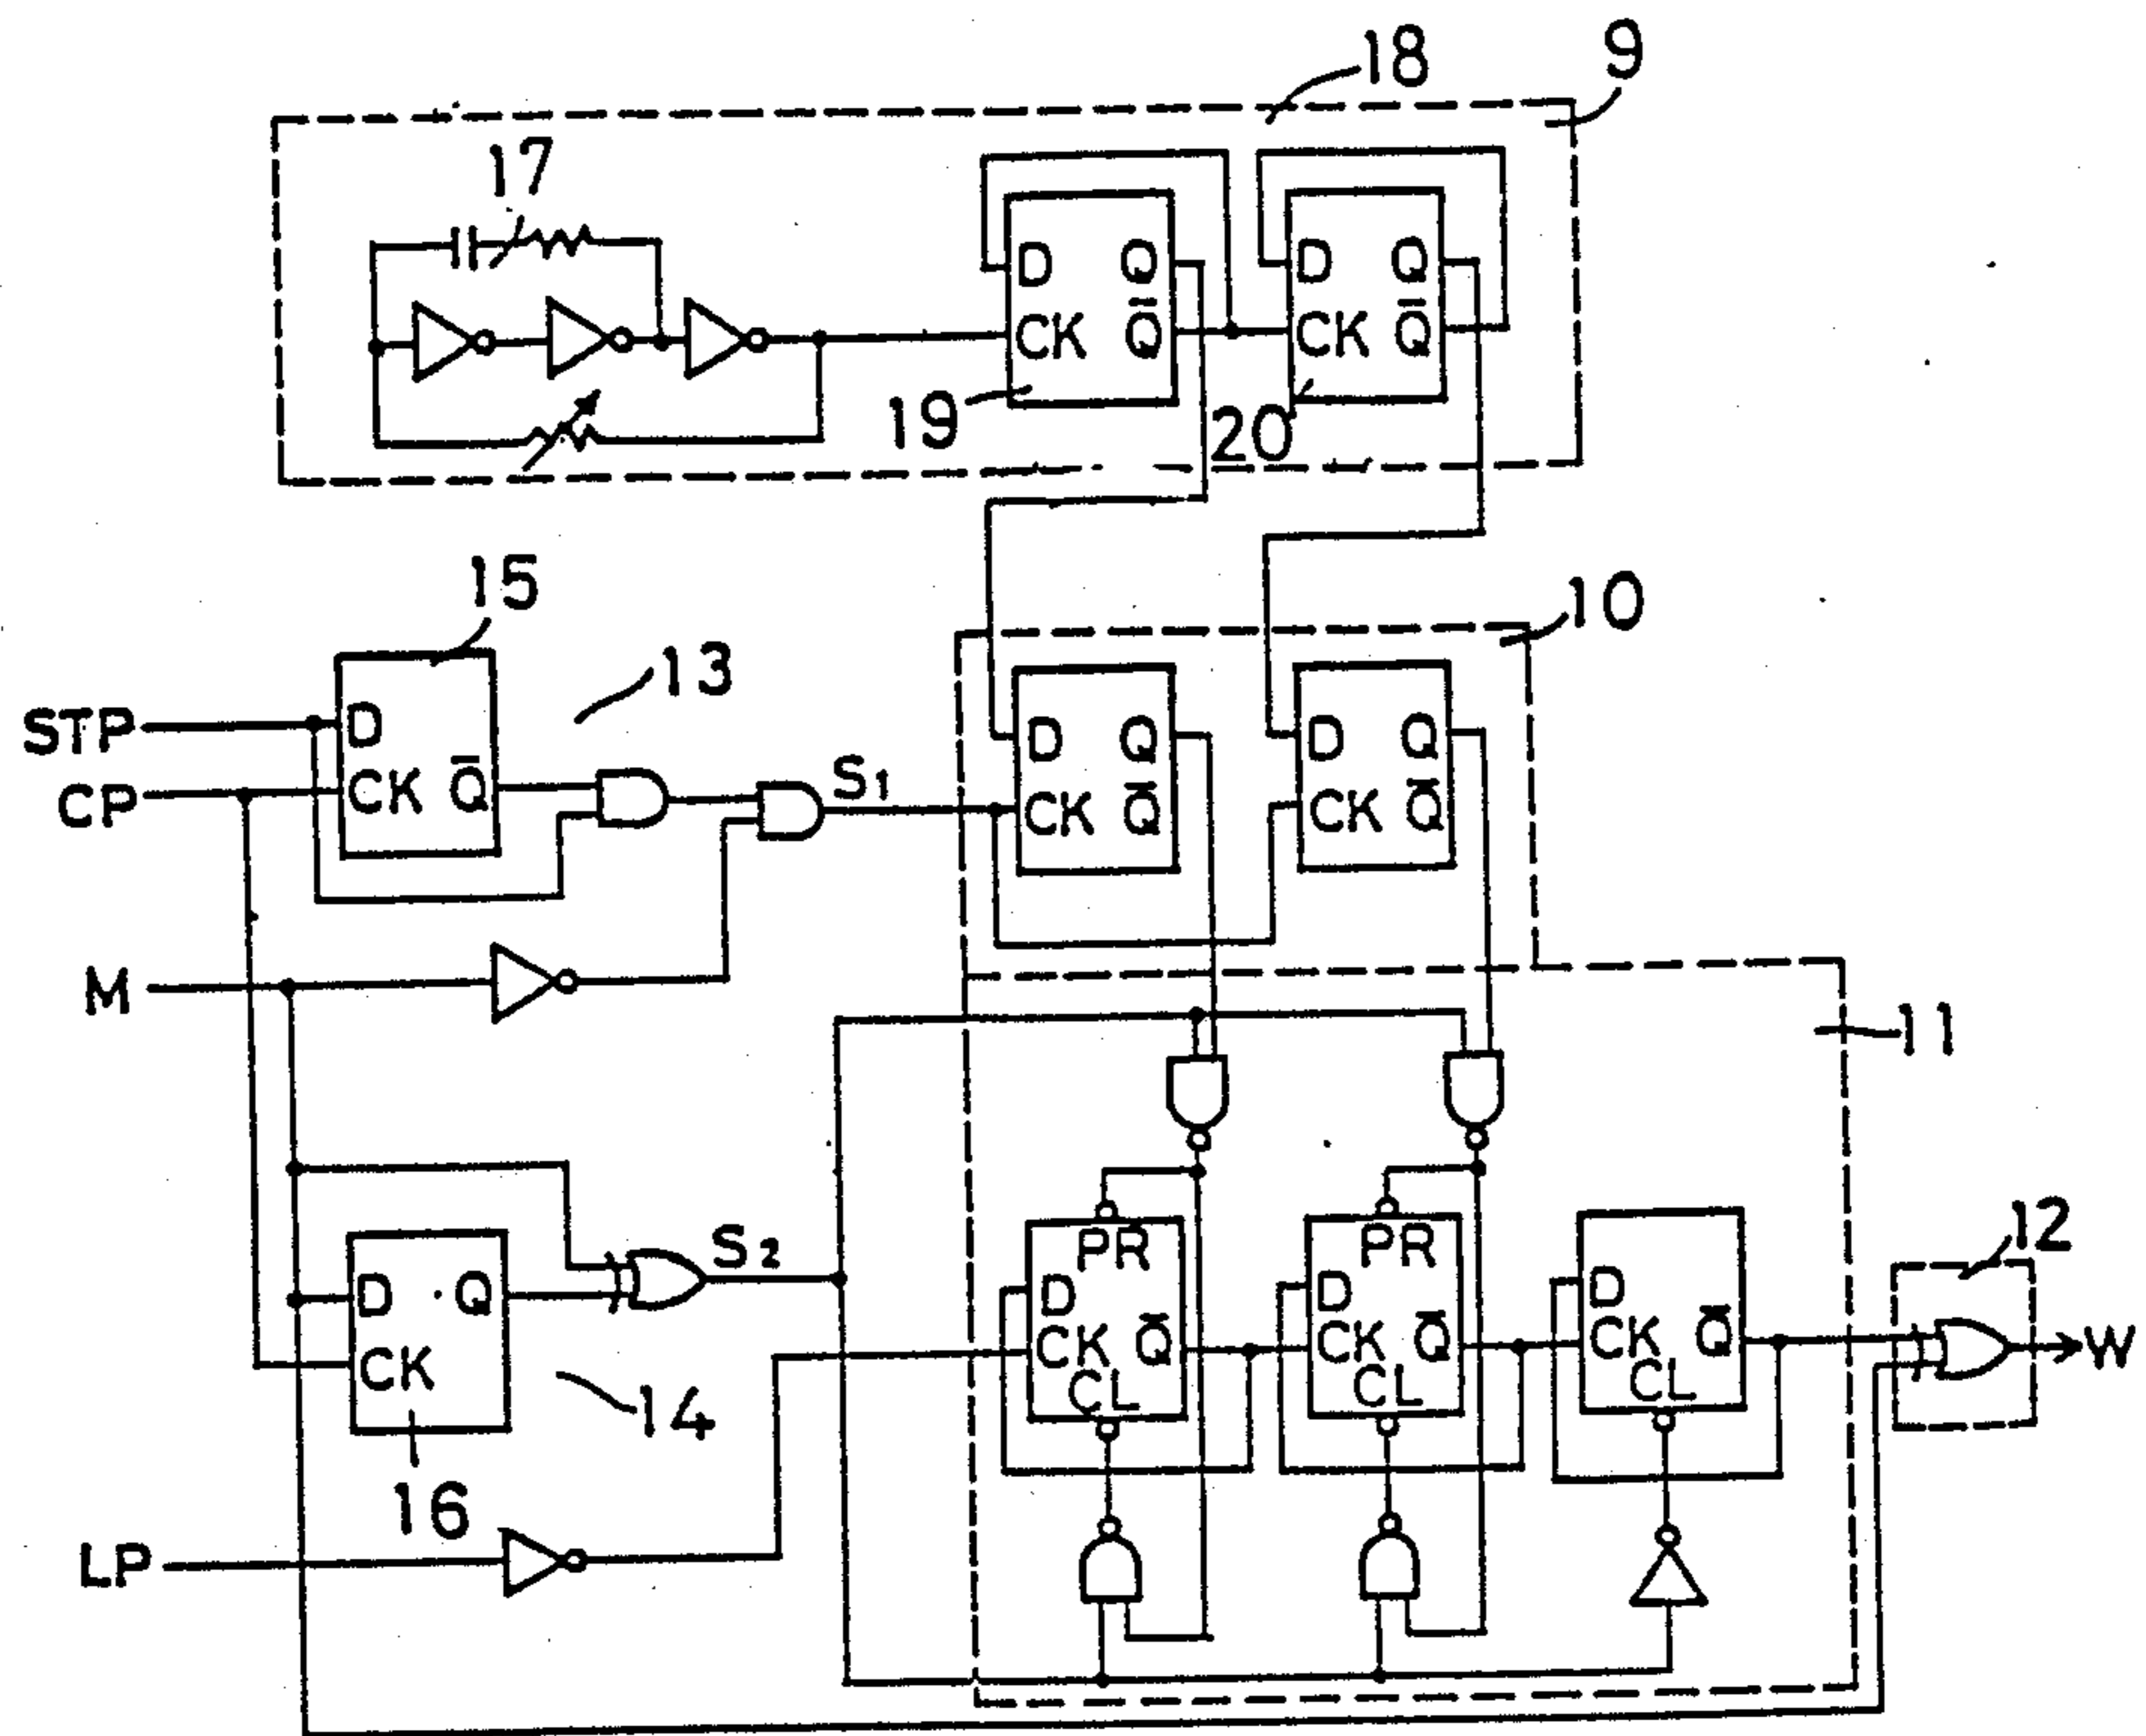 18 9
17
D Q D Q
CK Q̅ CK Q̅
19 20
15 10
13
STP D D Q D Q
CP CK Q̅ S1 CK Q̅ CK Q̅
M
11
S2 PR PR
12
D Q D D D
CK CK Q̅ CK Q̅ CK Q̅ W
14 CL CL CL
16
LP